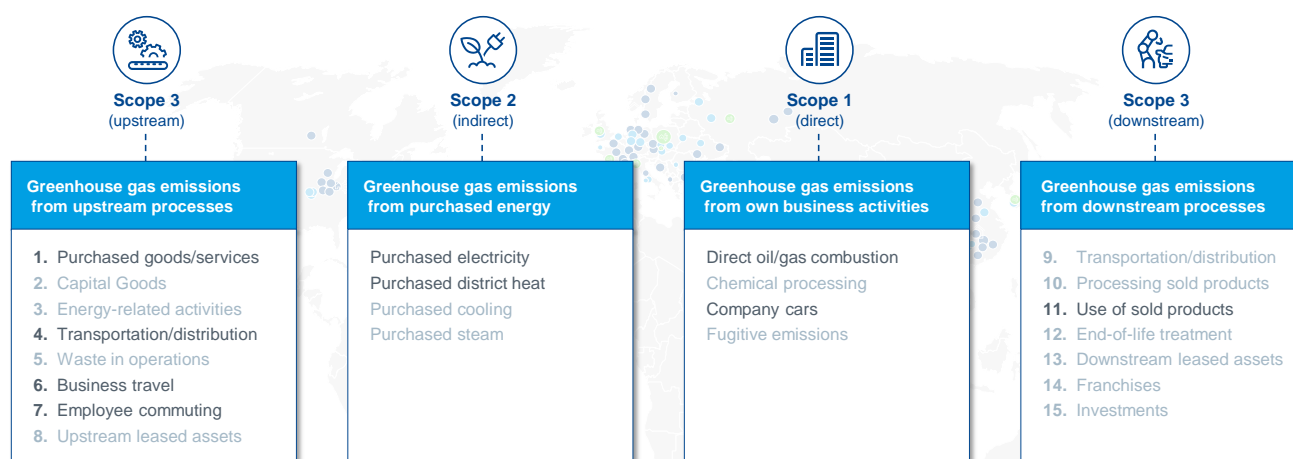 Scope 3
(upstream)
Greenhouse gas emissions
from upstream processes
1. Purchased goods/services
2. Capital Goods
3. Energy-related activities
4. Transportation/distribution
5. Waste in operations
6. Business travel
7. Employee commuting
8. Upstream leased assets
Scope 2
(indirect)
Greenhouse gas emissions
from purchased energy
Purchased electricity
Purchased district heat
Purchased cooling
Purchased steam
Scope 1
(direct)
Greenhouse gas emissions
from own business activities
Direct oil/gas combustion
Chemical processing
Company cars
Fugitive emissions
Scope 3
(downstream)
Greenhouse gas emissions
from downstream processes
9. Transportation/distribution
10. Processing sold products
11. Use of sold products
12. End-of-life treatment
13. Downstream leased assets
14. Franchises
15. Investments